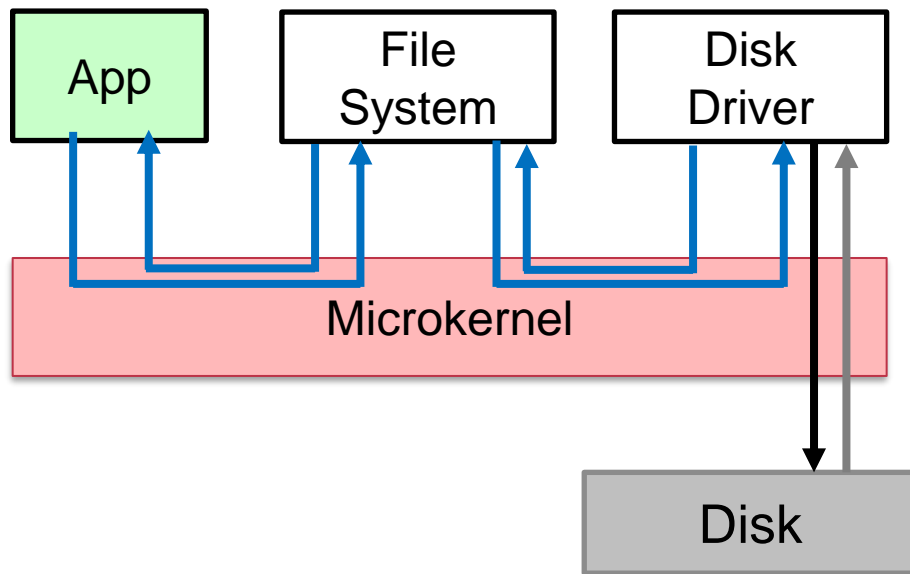 App
File
System
Disk
Driver
Microkernel
Disk